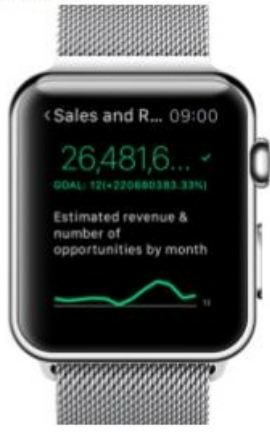 <Sales and R... 09:00
26,481,6... ✓
GOAL: 12(+220680383.33%)
Estimated revenue &
number of
opportunities by month